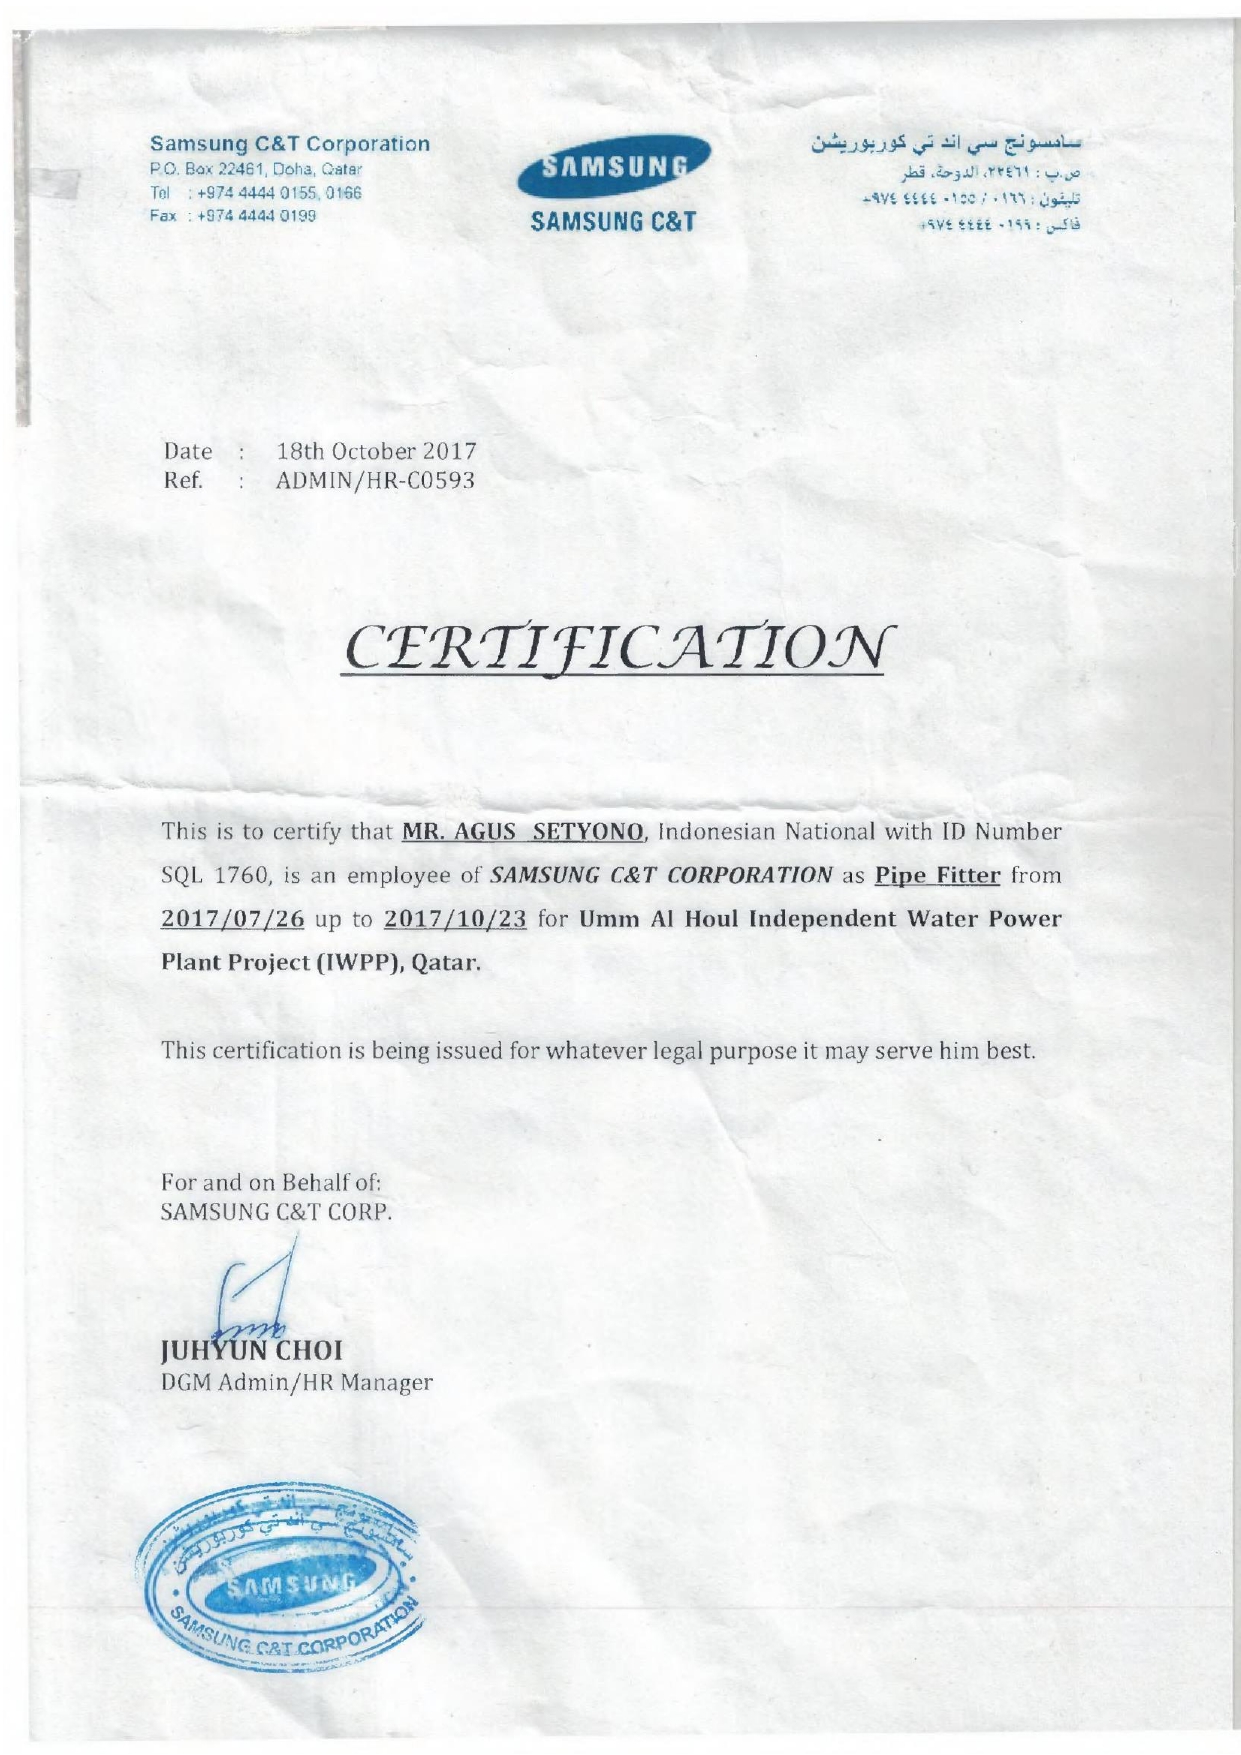 Samsung C&T Corporation
P.O. Box 22461, Doha, Qatar
Tel : +974 4444 0155, 0166
Fax : +974 4444 0199
SAMSUNG
SAMSUNG C&T
سامسونج سي اند تي كوربوريشن
ص.ب : ٢٢٤٦١، الدوحة، قطر
تليفون : ٠١٦٦ / ٠١٥٥ ٤٤٤٤ ٩٧٤+
فاكس : ٠١٩٩ ٤٤٤٤ ٩٧٤+
Date : 18th October 2017
Ref. : ADMIN/HR-C0593
CERTIFICATION
This is to certify that MR. AGUS SETYONO, Indonesian National with ID Number
SQL 1760, is an employee of SAMSUNG C&T CORPORATION as Pipe Fitter from
2017/07/26 up to 2017/10/23 for Umm Al Houl Independent Water Power
Plant Project (IWPP), Qatar.
This certification is being issued for whatever legal purpose it may serve him best.
For and on Behalf of:
SAMSUNG C&T CORP.
JUHYUN CHOI
DGM Admin/HR Manager
سامسونج سي اند تي كوربوريشن
SAMSUNG
SAMSUNG C&T CORPORATION